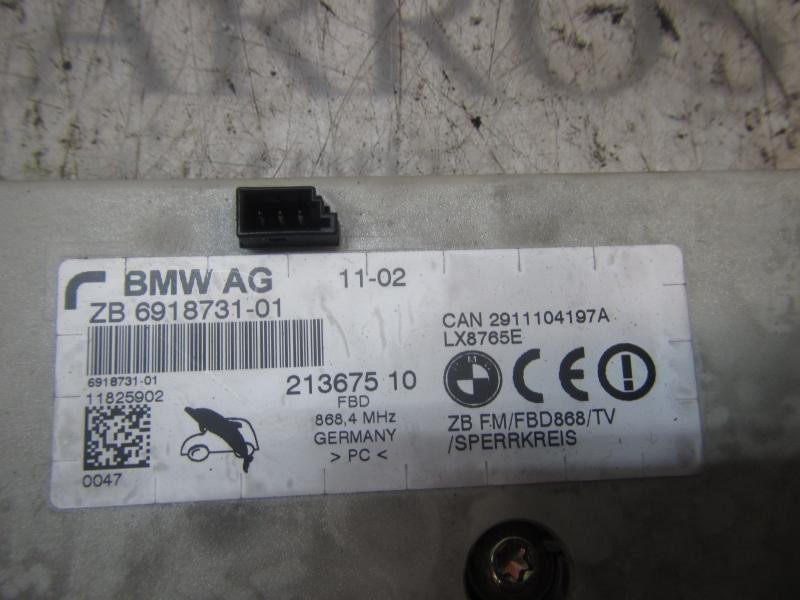 BMW AG 11-02
ZB 6918731-01
6918731-01
11825902
0047
213675 10
FBD
868,4 MHz
GERMANY
> PC <
CAN 2911104197A
LX8765E
CE
ZB FM/FBD868/TV
/SPERRKREIS